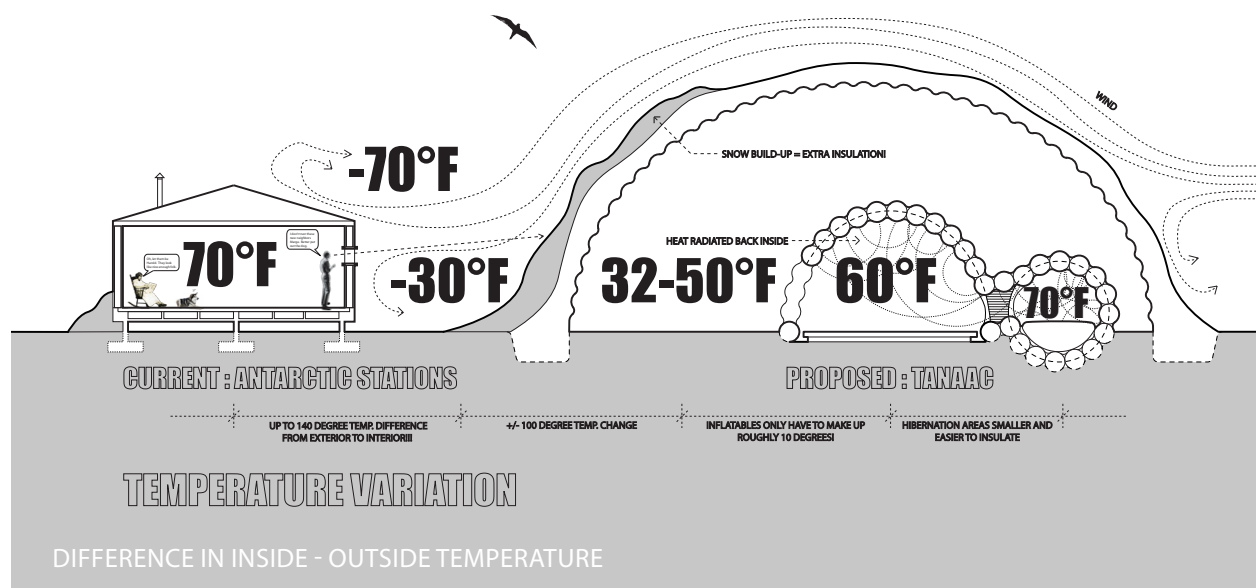 WIND
-70°F
SNOW BUILD-UP = EXTRA INSULATION!
70°F
-30°F
HEAT RADIATED BACK INSIDE
32-50°F
60°F
70°F
CURRENT : ANTARCTIC STATIONS
PROPOSED : TANAAC
UP TO 140 DEGREE TEMP. DIFFERENCE
FROM EXTERIOR TO INTERIOR!!!
+/- 100 DEGREE TEMP. CHANGE
INFLATABLES ONLY HAVE TO MAKE UP
ROUGHLY 10 DEGREES!
HIBERNATION AREAS SMALLER AND
EASIER TO INSULATE
TEMPERATURE VARIATION
DIFFERENCE IN INSIDE - OUTSIDE TEMPERATURE